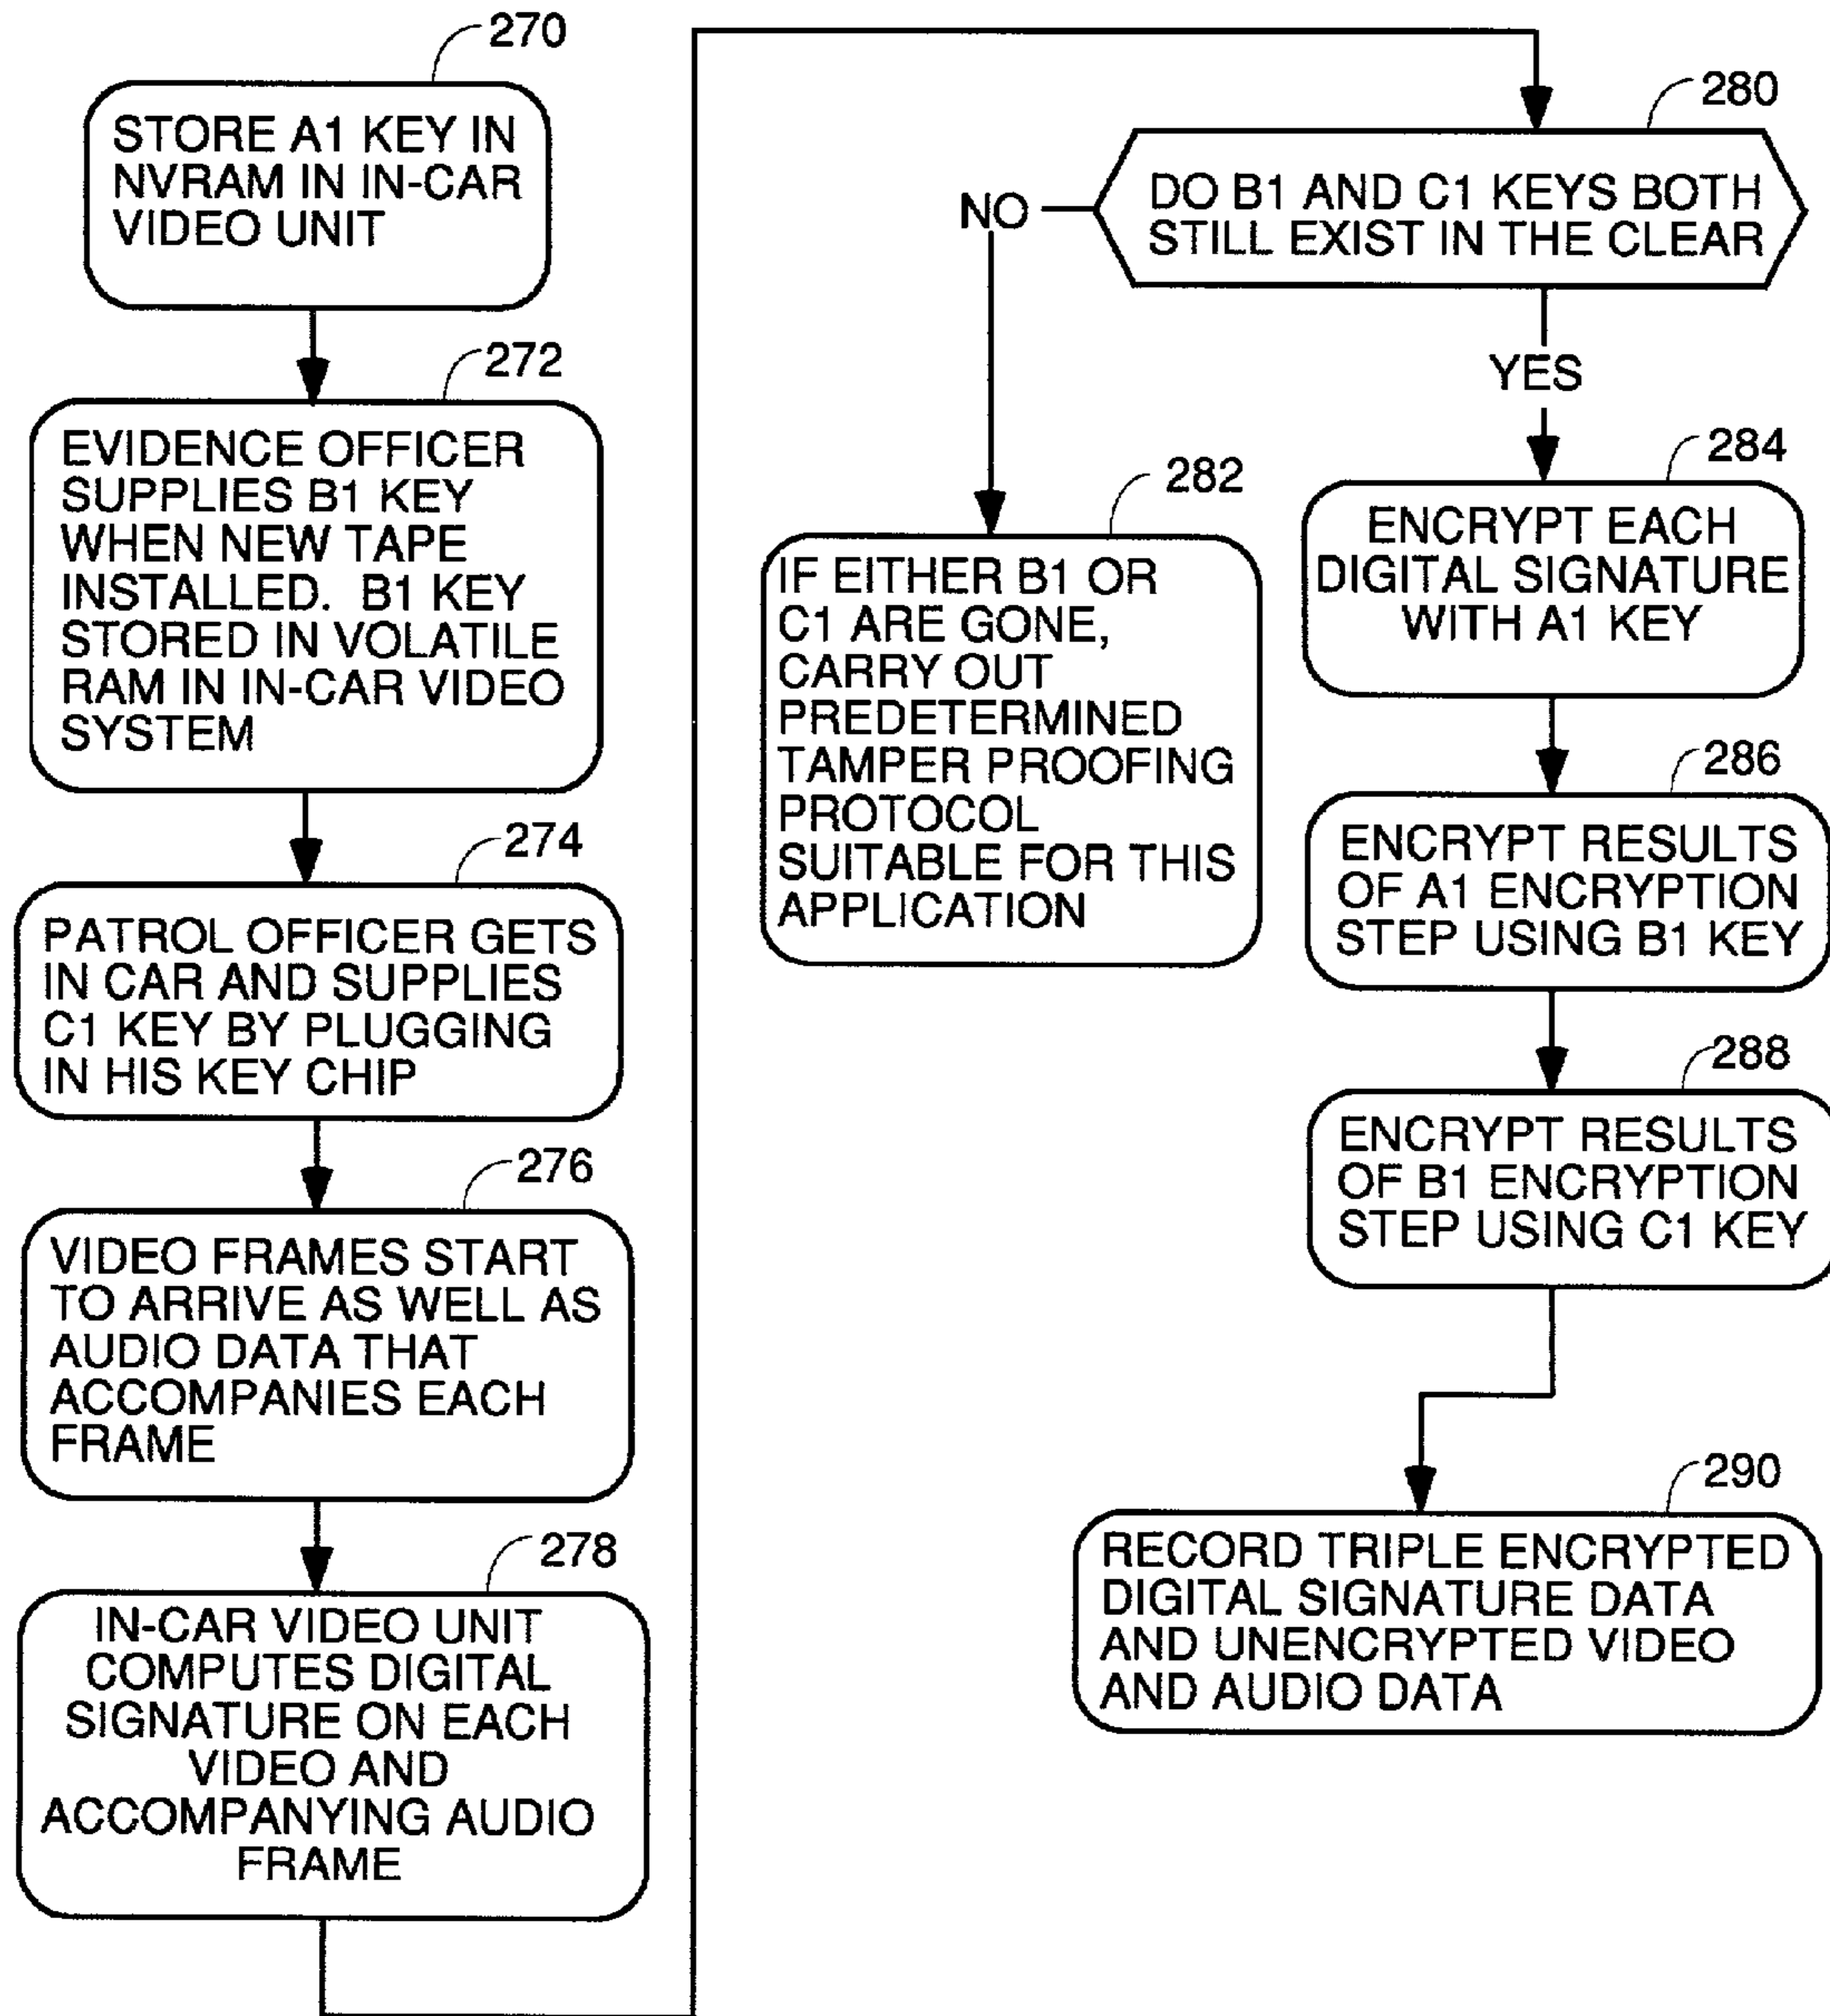 270
STORE A1 KEY IN
NVRAM IN IN-CAR
VIDEO UNIT
272
EVIDENCE OFFICER
SUPPLIES B1 KEY
WHEN NEW TAPE
INSTALLED. B1 KEY
STORED IN VOLATILE
RAM IN IN-CAR VIDEO
SYSTEM
274
PATROL OFFICER GETS
IN CAR AND SUPPLIES
C1 KEY BY PLUGGING
IN HIS KEY CHIP
276
VIDEO FRAMES START
TO ARRIVE AS WELL AS
AUDIO DATA THAT
ACCOMPANIES EACH
FRAME
278
IN-CAR VIDEO UNIT
COMPUTES DIGITAL
SIGNATURE ON EACH
VIDEO AND
ACCOMPANYING AUDIO
FRAME
280
DO B1 AND C1 KEYS BOTH
STILL EXIST IN THE CLEAR
NO
282
IF EITHER B1 OR
C1 ARE GONE,
CARRY OUT
PREDETERMINED
TAMPER PROOFING
PROTOCOL
SUITABLE FOR THIS
APPLICATION
YES
284
ENCRYPT EACH
DIGITAL SIGNATURE
WITH A1 KEY
286
ENCRYPT RESULTS
OF A1 ENCRYPTION
STEP USING B1 KEY
288
ENCRYPT RESULTS
OF B1 ENCRYPTION
STEP USING C1 KEY
290
RECORD TRIPLE ENCRYPTED
DIGITAL SIGNATURE DATA
AND UNENCRYPTED VIDEO
AND AUDIO DATA